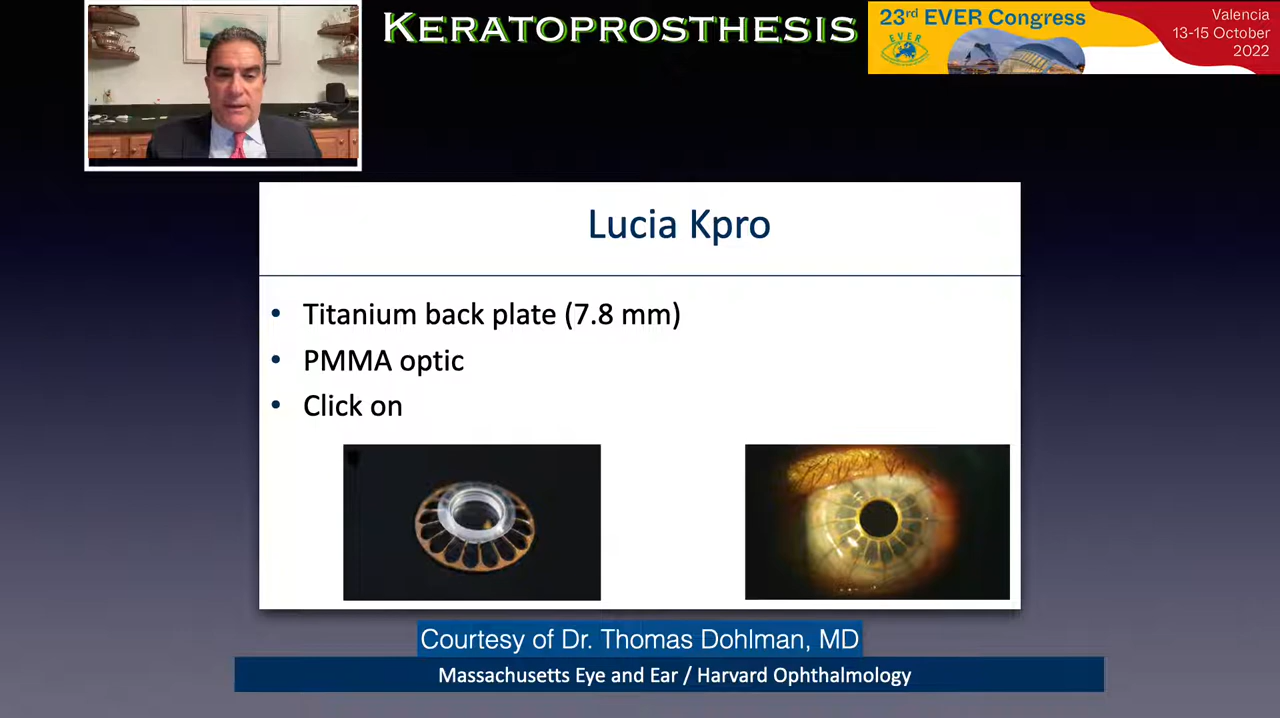 KERATOPROSTHESIS
23rd EVER Congress
EVER
Valencia
13-15 October
2022
Lucia Kpro
• Titanium back plate (7.8 mm)
• PMMA optic
• Click on
Courtesy of Dr. Thomas Dohlman, MD
Massachusetts Eye and Ear / Harvard Ophthalmology